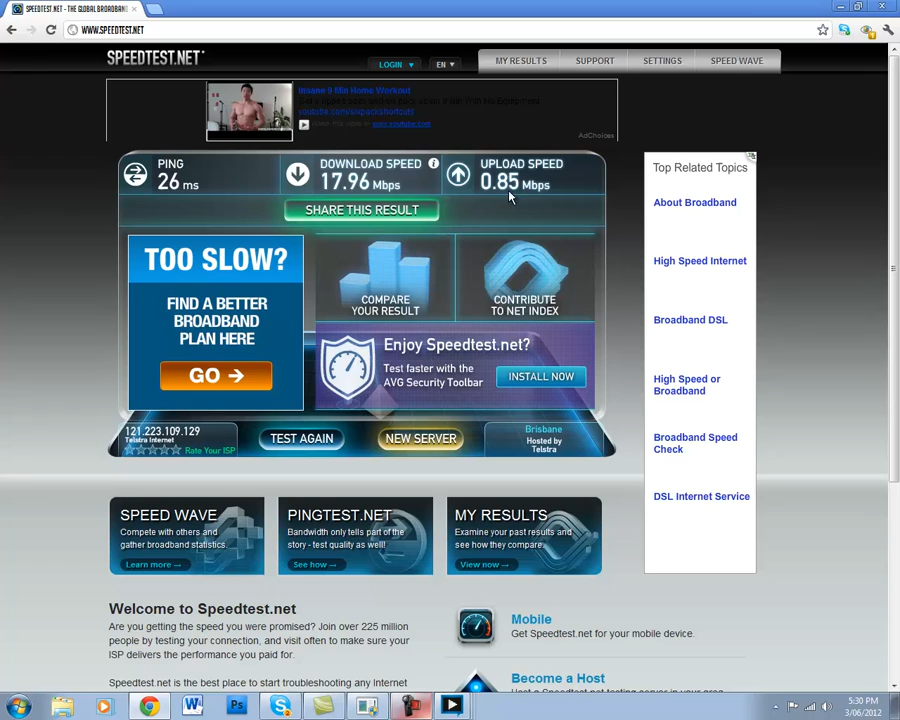 SPEEDTEST.NET - THE GLOBAL BROADBAN
WWW.SPEEDTEST.NET
SPEEDTEST.NET
LOGIN ▼
EN ▼
MY RESULTS
SUPPORT
SETTINGS
SPEED WAVE
Insane 9 Min Home Workout
youtube.com/sixpackshortcuts
www.youtube.com
AdChoices
PING
26 ms
DOWNLOAD SPEED
17.96 Mbps
UPLOAD SPEED
0.85 Mbps
SHARE THIS RESULT
TOO SLOW?
FIND A BETTER
BROADBAND
PLAN HERE
GO →
COMPARE
YOUR RESULT
CONTRIBUTE
TO NET INDEX
Enjoy Speedtest.net?
Test faster with the
AVG Security Toolbar
INSTALL NOW
121.223.109.129
Telstra Internet
Rate Your ISP
TEST AGAIN
NEW SERVER
Brisbane
Hosted by
Telstra
Top Related Topics
About Broadband
High Speed Internet
Broadband DSL
High Speed or
Broadband
Broadband Speed
Check
DSL Internet Service
SPEED WAVE
Compete with others and
gather broadband statistics.
Learn more →
PINGTEST.NET
Bandwidth only tells part of the
story - test quality as well!
See how →
MY RESULTS
Examine your past results and
see how they compare.
View now →
Welcome to Speedtest.net
Are you getting the speed you were promised? Join over 225 million
people by testing your connection, and visit often to make sure your
ISP delivers the performance you paid for.
Speedtest.net is the best place to start troubleshooting any Internet
Mobile
Get Speedtest.net for your mobile device.
Become a Host
5:30 PM
3/06/2012